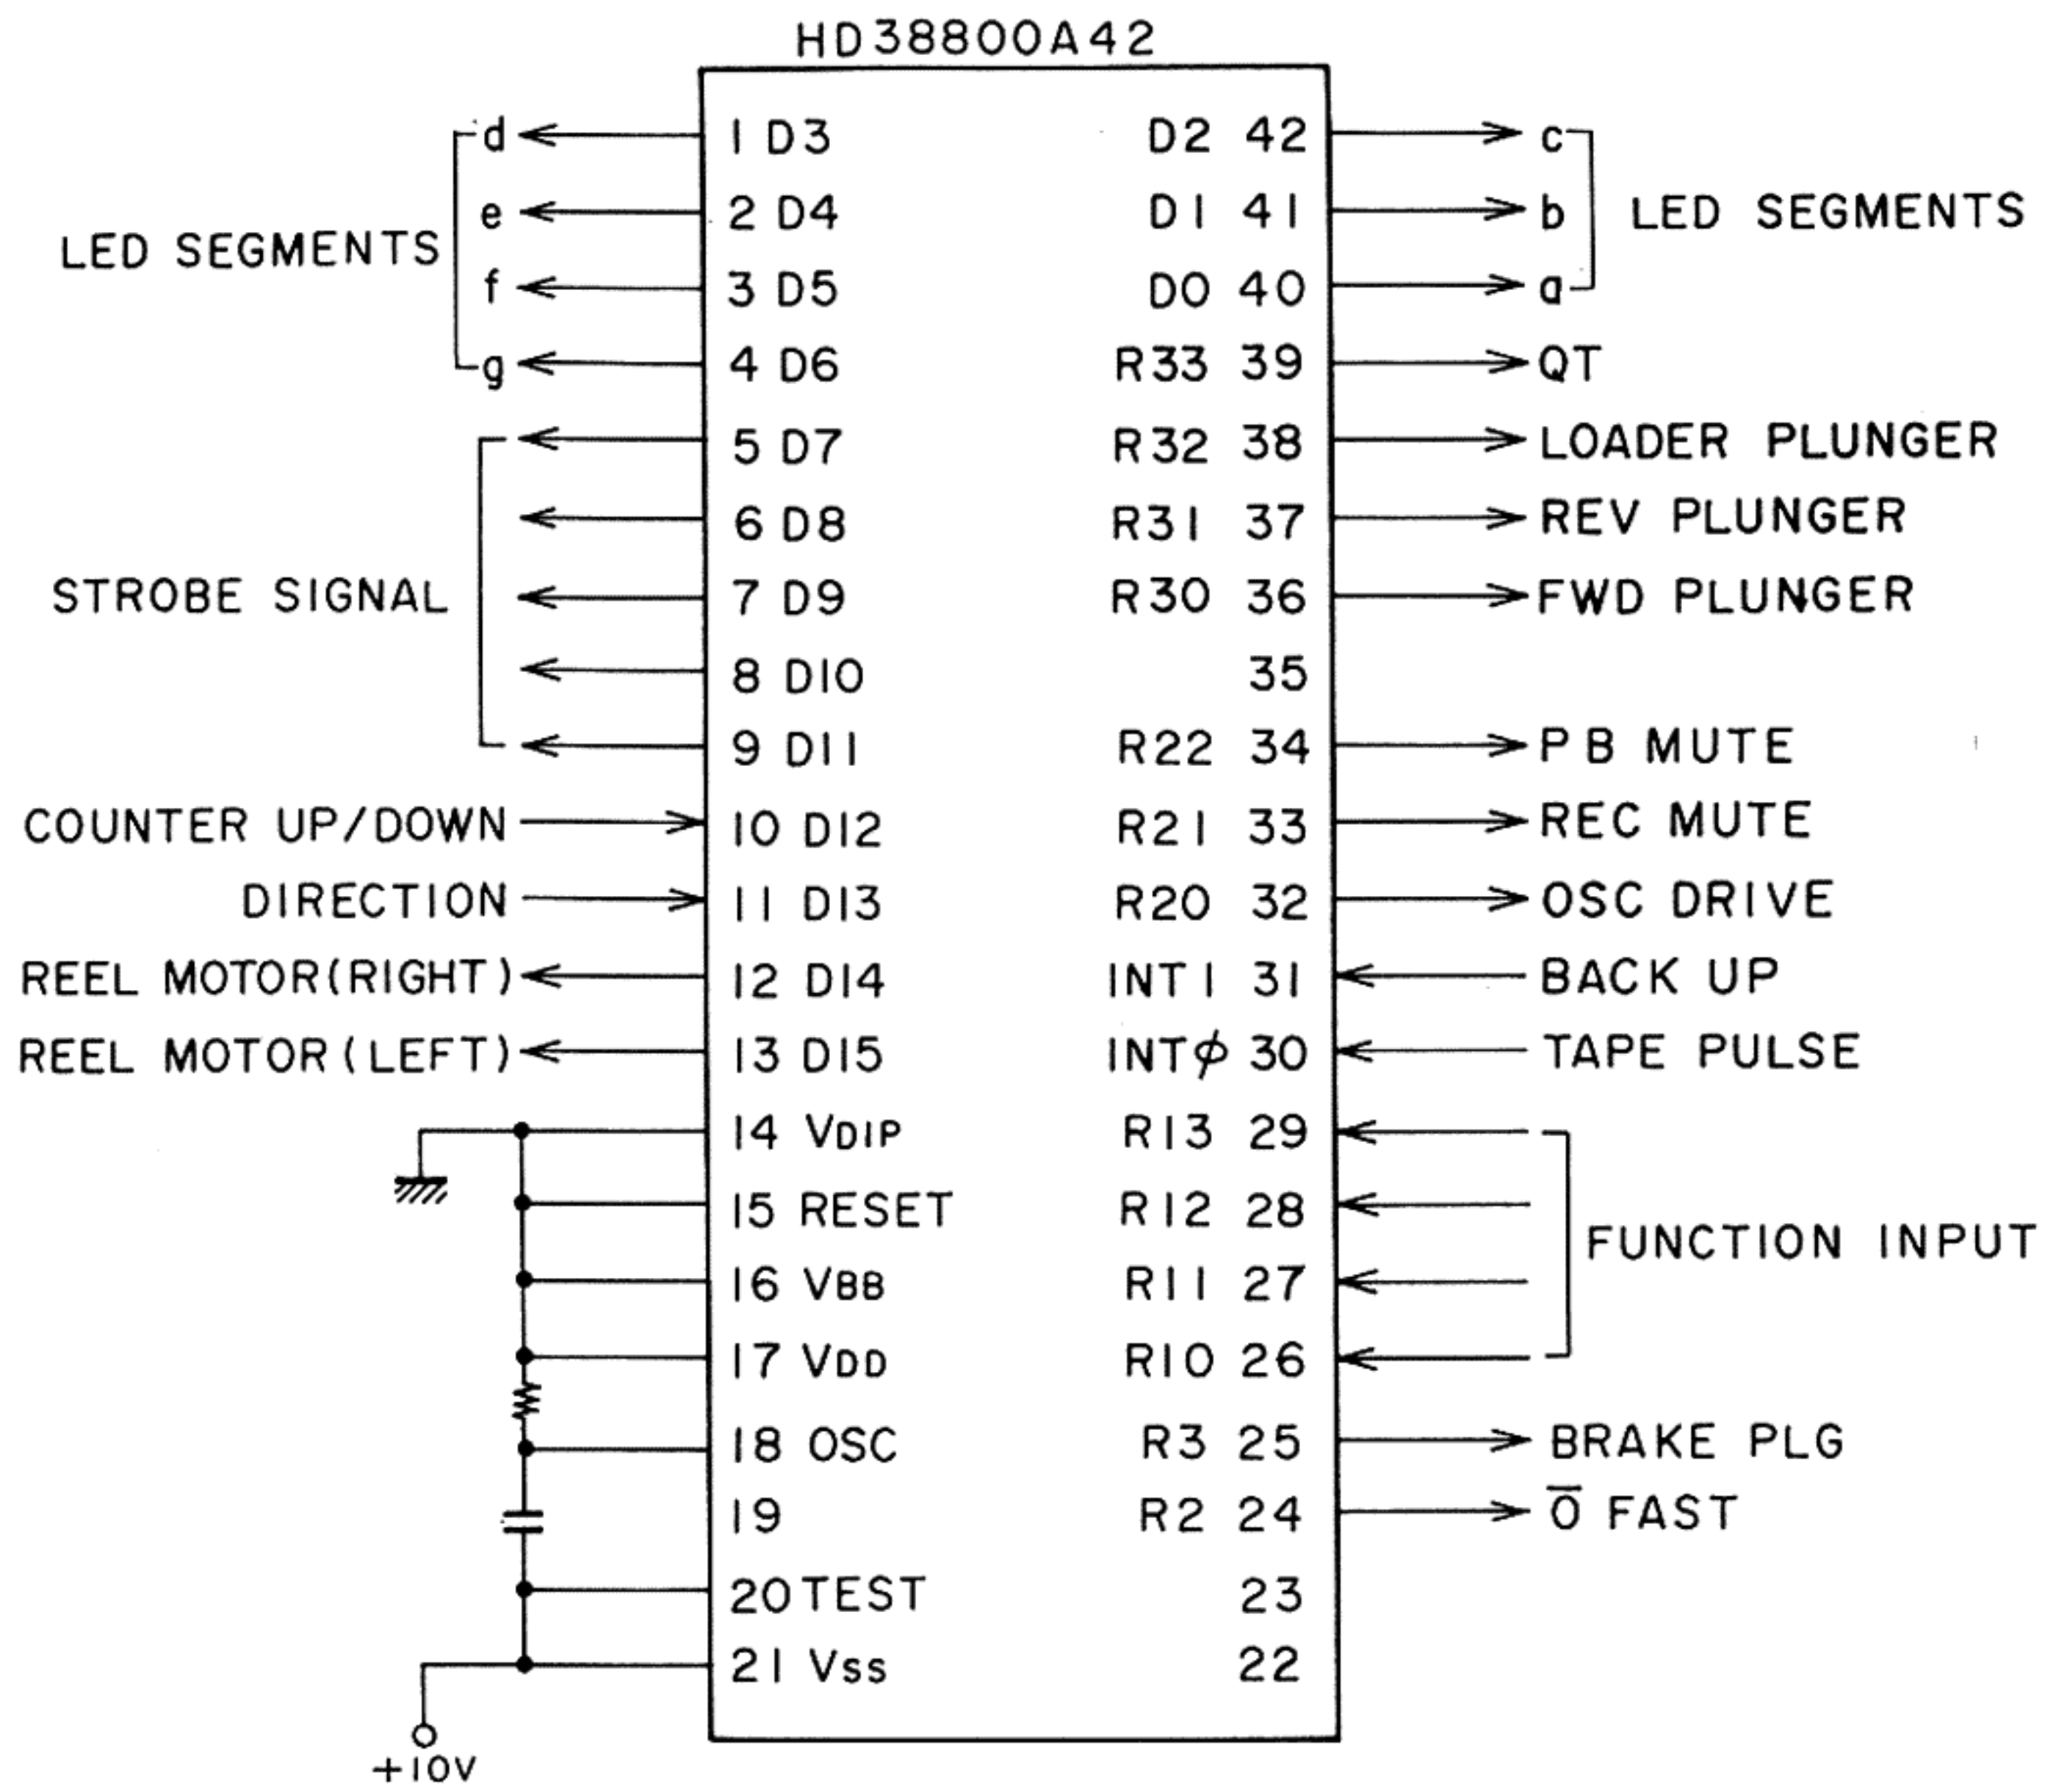 HD38800A42
d 1 D3 D2 42 c
e 2 D4 D1 41 b
LED SEGMENTS LED SEGMENTS
f 3 D5 D0 40 a
g 4 D6 R33 39 QT
5 D7 R32 38 LOADER PLUNGER
6 D8 R31 37 REV PLUNGER
STROBE SIGNAL 7 D9 R30 36 FWD PLUNGER
8 D10 35
9 D11 R22 34 PB MUTE
COUNTER UP/DOWN 10 D12 R21 33 REC MUTE
DIRECTION 11 D13 R20 32 OSC DRIVE
REEL MOTOR(RIGHT) 12 D14 INT1 31 BACK UP
REEL MOTOR(LEFT) 13 D15 INTϕ 30 TAPE PULSE
14 VDIP R13 29
15 RESET R12 28
FUNCTION INPUT
16 VBB R11 27
17 VDD R10 26
18 OSC R3 25 BRAKE PLG
19 R2 24 O̅ FAST
20 TEST 23
21 VSS 22
+10V